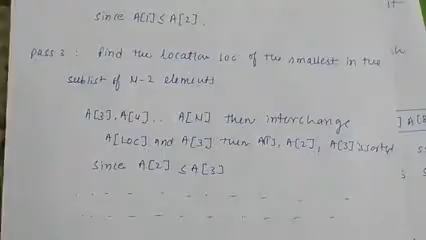 since A[1] ≤ A[2].
It
pass 3 : Find the location loc of the smallest in the
sublist of N-2 elements
A[3], A[4] .. A[N] then interchange
A[LOC] and A[3] then A[1], A[2], A[3] is sorted
since A[2] ≤ A[3]
] A[